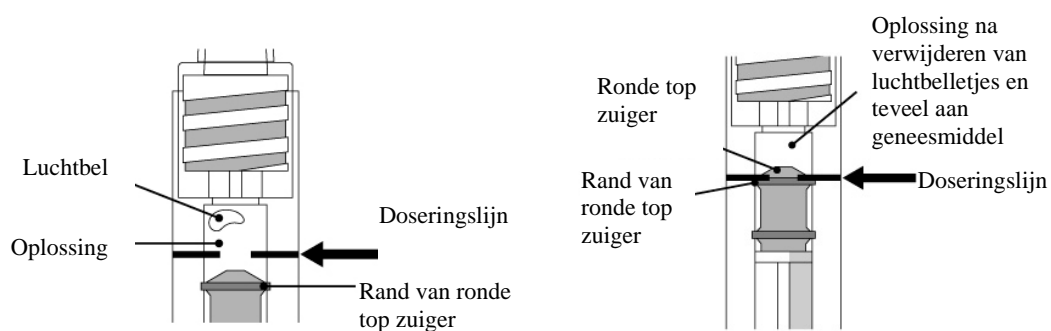 Luchtbel
Oplossing
Doseringslijn
Rand van ronde
top zuiger
Oplossing na
verwijderen van
luchtbelletjes en
teveel aan
geneesmiddel
Ronde top
zuiger
Rand van
ronde top
zuiger
Doseringslijn